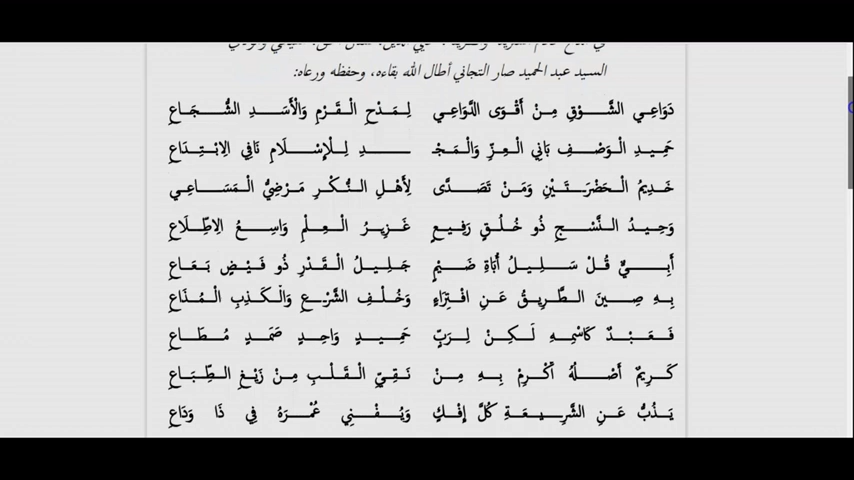 السيد عبد الحميد صار التجاني أطال الله بقاءه، وحفظه ورعاه:
دَوَاعِي الشَّوْقِ مِنْ أَقْوَى الدَّوَاعِي لِمَدْحِ الْقَرْمِ وَالْأَسَدِ الشُّجَاعِ
حَمِيدِ الْوَصْفِ بَانِي الْعِزِّ وَالْمَجْـ ـدِ لِلْإِسْلَامِ نَافِي الِابْتِدَاعِ
خَدِيمُ الْحَضْرَتَيْنِ وَمَنْ تَصَدَّى لِأَهْلِ النُّكْرِ مَرْضِيُّ الْمَسَاعِي
وَحِيدُ النَّسْجِ ذُو خُلُقٍ رَفِيعٍ غَزِيرُ الْعِلْمِ وَاسِعُ الِاطِّلَاعِ
أَبِيٌّ قُلْ سَلِيلُ أُبَاةِ ضَيْمٍ جَلِيلُ الْقَدْرِ ذُو فَيْضٍ بَعَاعِ
بِهِ صِينَ الطَّرِيقُ عَنِ افْتِرَاءٍ وَخُلْفِ الشَّرْعِ وَالْكَذِبِ الْمُذَاعِ
فَعَبْدٌ كَاسْمِهِ لَكِنْ لِرَبٍّ حَمِيدٍ وَاحِدٍ صَمَدٍ مُطَاعِ
كَرِيمٌ أَصْلُهُ أَكْرِمْ بِهِ مِنْ نَقِيِّ الْقَلْبِ مِنْ زَيْغِ الطِّبَاعِ
يَذُبُّ عَنِ الشَّرِيعَةِ كُلَّ إِفْكٍ وَيُفْنِي عُمْرَهُ فِي ذَا وَدَاعِ